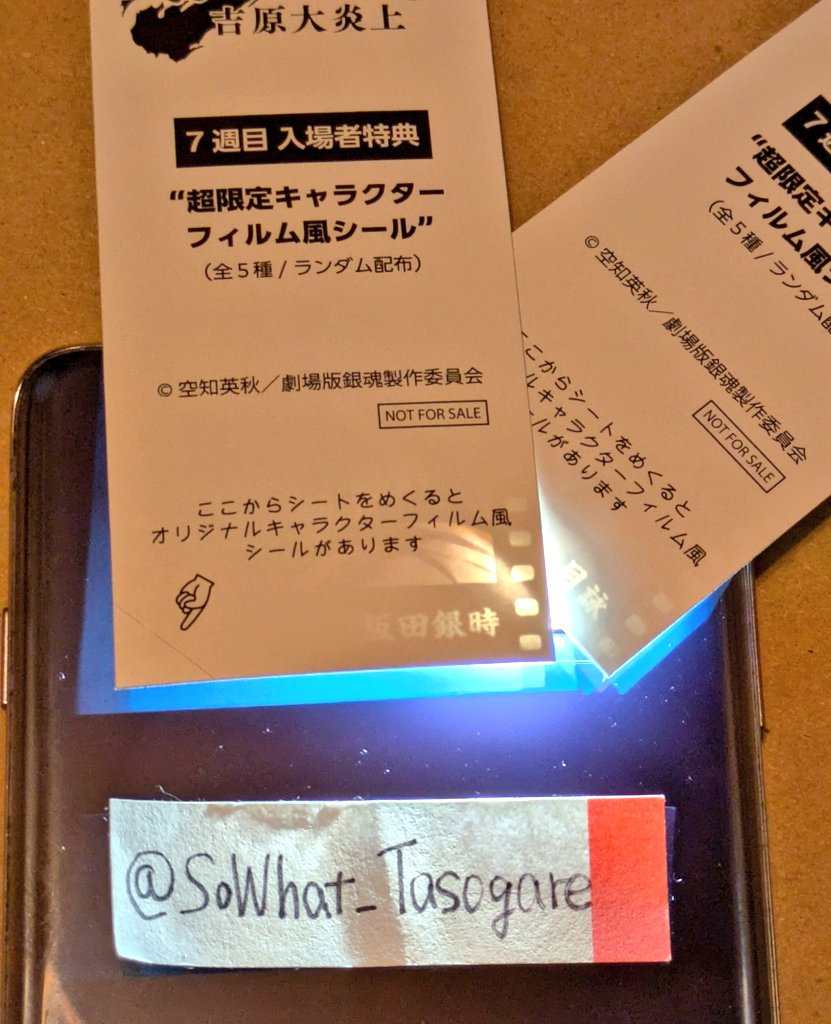 吉原大炎上
7週目 入場者特典
“超限定キャラクター
フィルム風シール”
（全5種 / ランダム配布）
© 空知英秋／劇場版銀魂製作委員会
NOT FOR SALE
ここからシートをめくると
オリジナルキャラクターフィルム風
シールがあります
坂田銀時
7週
“超限定キャ
フィルム風シ
（全5種 / ランダム配
© 空知英秋／劇場版銀魂製作委員会
NOT FOR SALE
ここからシートをめくると
ルキャラクターフィルム風
ルがあります
月詠
@SoWhat_Tasogare